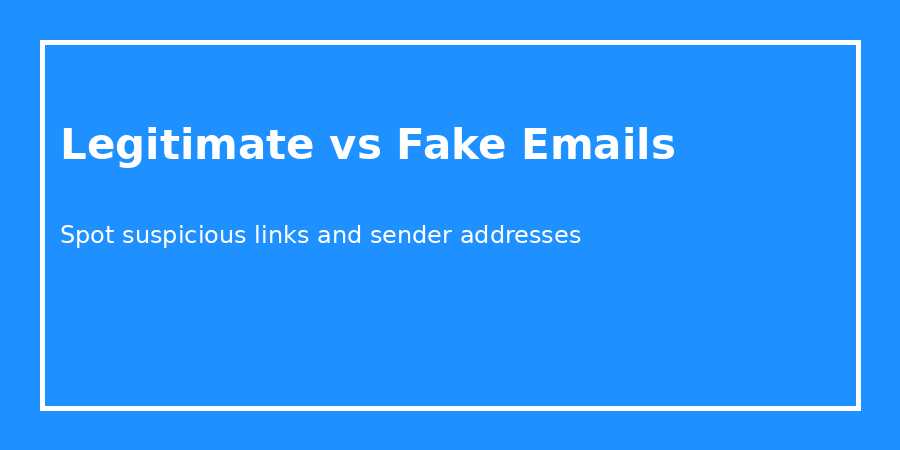 Legitimate vs Fake Emails
Spot suspicious links and sender addresses